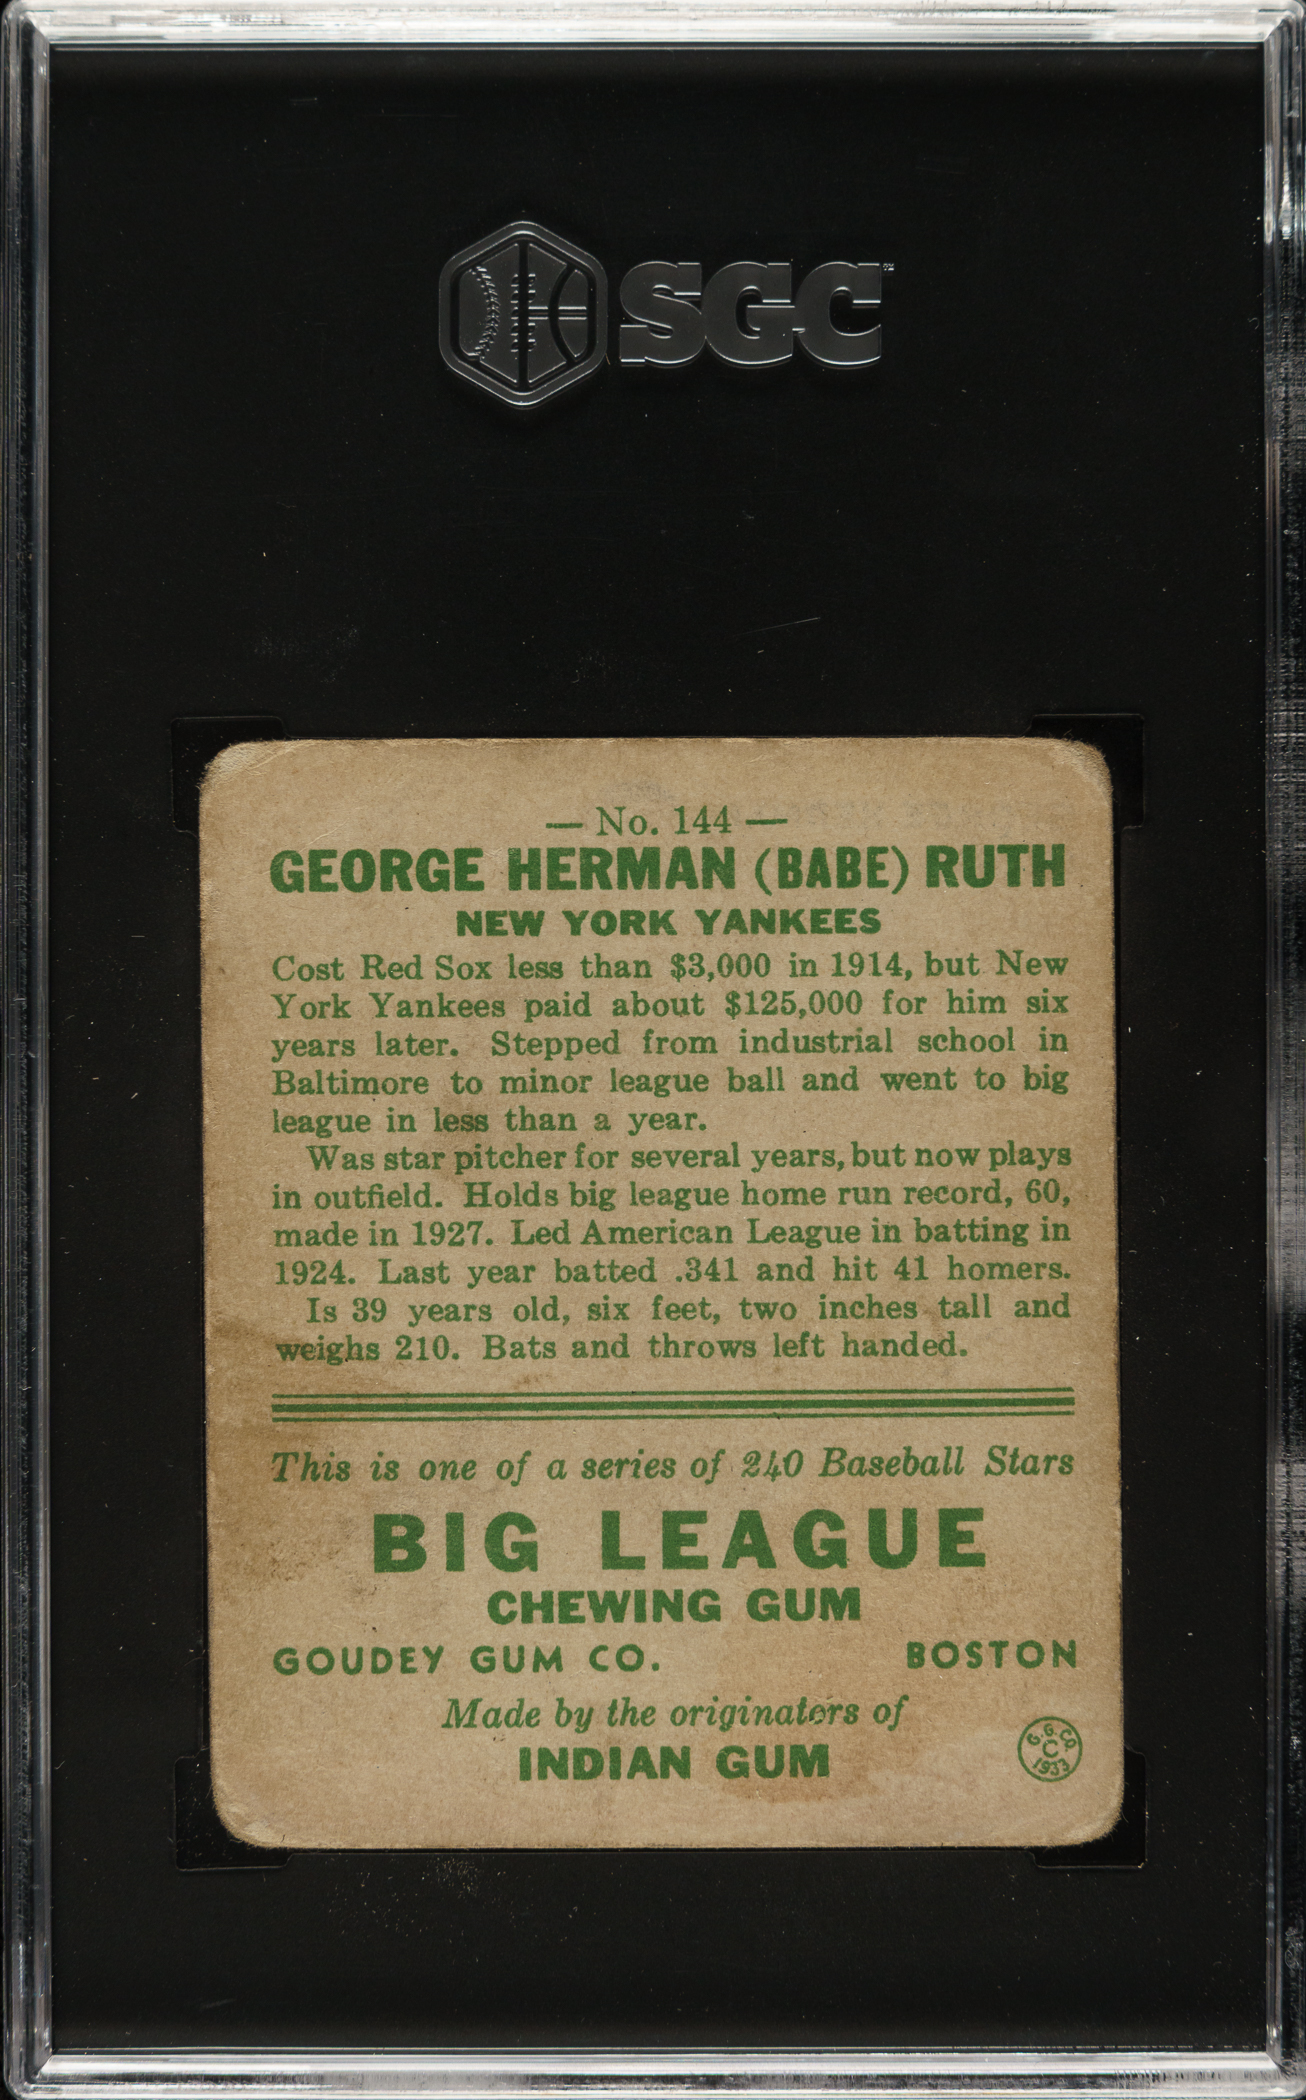 SGC™
— No. 144 —
GEORGE HERMAN (BABE) RUTH
NEW YORK YANKEES
Cost Red Sox less than $3,000 in 1914, but New
York Yankees paid about $125,000 for him six
years later. Stepped from industrial school in
Baltimore to minor league ball and went to big
league in less than a year.
Was star pitcher for several years, but now plays
in outfield. Holds big league home run record, 60,
made in 1927. Led American League in batting in
1924. Last year batted .341 and hit 41 homers.
Is 39 years old, six feet, two inches tall and
weighs 210. Bats and throws left handed.
This is one of a series of 240 Baseball Stars
BIG LEAGUE
CHEWING GUM
GOUDEY GUM CO. BOSTON
Made by the originators of
INDIAN GUM
G.G.CO.
C
1933